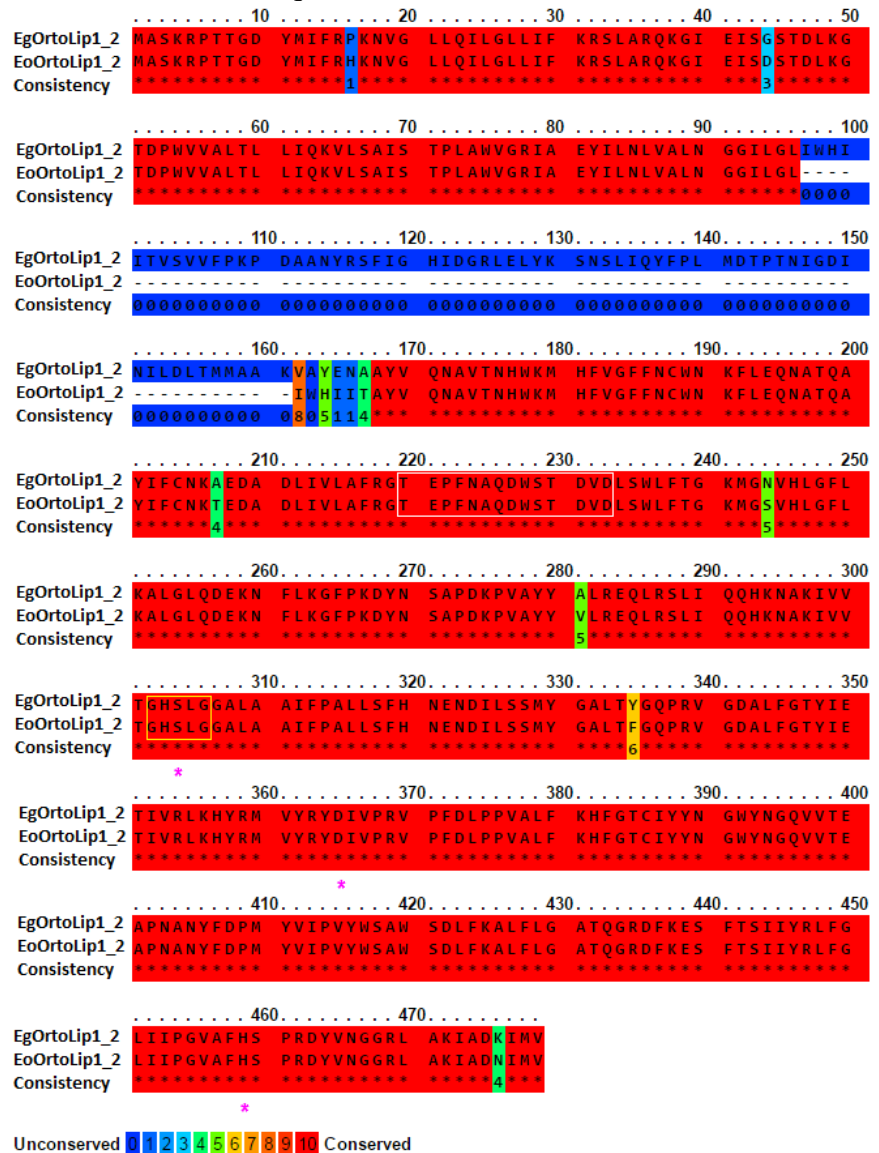 . . . . . . . . . 10 . . . . . . . . . 20 . . . . . . . . . 30 . . . . . . . . . 40 . . . . . . . . . 50
EgOrtoLip1_2 MASKRPTTGD YMIFRPKNVG LLQILGLLIF KRSLARQKGI EISGSTDLKG
EoOrtoLip1_2 MASKRPTTGD YMIFRHKNVG LLQILGLLIF KRSLARQKGI EISDSTDLKG
Consistency ********** *****1**** ********** ********** ***3******
. . . . . . . . . 60 . . . . . . . . . 70 . . . . . . . . . 80 . . . . . . . . . 90 . . . . . . . . . 100
EgOrtoLip1_2 TDPWVVALTL LIQKVLSAIS TPLAWVGRIA EYILNLVALN GGILGLIWHI
EoOrtoLip1_2 TDPWVVALTL LIQKVLSAIS TPLAWVGRIA EYILNLVALN GGILGL----
Consistency ********** ********** ********** ********** ******0000
. . . . . . . . . 110 . . . . . . . . . 120 . . . . . . . . . 130 . . . . . . . . . 140 . . . . . . . . . 150
EgOrtoLip1_2 ITVSVVFPKP DAANYRSFIG HIDGRLELYK SNSLIQYFPL MDTPTNIGDI
EoOrtoLip1_2 ---------- ---------- ---------- ---------- ----------
Consistency 0000000000 0000000000 0000000000 0000000000 0000000000
. . . . . . . . . 160 . . . . . . . . . 170 . . . . . . . . . 180 . . . . . . . . . 190 . . . . . . . . . 200
EgOrtoLip1_2 NILDLTMMAA KVAYENAAYV QNAVTNHWKM HFVGFFNCWN KFLEQNATQA
EoOrtoLip1_2 ---------- -IWHIITAYV QNAVTNHWKM HFVGFFNCWN KFLEQNATQA
Consistency 0000000000 0805114*** ********** ********** **********
. . . . . . . . . 210 . . . . . . . . . 220 . . . . . . . . . 230 . . . . . . . . . 240 . . . . . . . . . 250
EgOrtoLip1_2 YIFCNKAEDA DLIVLAFRGT EPFNAQDWST DVDLSWLFTG KMGNVHLGFL
EoOrtoLip1_2 YIFCNKTEDA DLIVLAFRGT EPFNAQDWST DVDLSWLFTG KMGSVHLGFL
Consistency ******4*** ********** ********** ********** ***5******
. . . . . . . . . 260 . . . . . . . . . 270 . . . . . . . . . 280 . . . . . . . . . 290 . . . . . . . . . 300
EgOrtoLip1_2 KALGLQDEKN FLKGFPKDYN SAPDKPVAYY ALREQLRSLI QQHKNAKIVV
EoOrtoLip1_2 KALGLQDEKN FLKGFPKDYN SAPDKPVAYY VLREQLRSLI QQHKNAKIVV
Consistency ********** ********** ********** 5********* **********
. . . . . . . . . 310 . . . . . . . . . 320 . . . . . . . . . 330 . . . . . . . . . 340 . . . . . . . . . 350
EgOrtoLip1_2 TGHSLGGALA AIFPALLSFH NENDILSSMY GALTYGQPRV GDALFGTYIE
EoOrtoLip1_2 TGHSLGGALA AIFPALLSFH NENDILSSMY GALTFGQPRV GDALFGTYIE
Consistency ********** ********** ********** ****6***** **********
*
. . . . . . . . . 360 . . . . . . . . . 370 . . . . . . . . . 380 . . . . . . . . . 390 . . . . . . . . . 400
EgOrtoLip1_2 TIVRLKHYRM VYRYDIVPRV PFDLPPVALF KHFGTCIYYN GWYNGQVVTE
EoOrtoLip1_2 TIVRLKHYRM VYRYDIVPRV PFDLPPVALF KHFGTCIYYN GWYNGQVVTE
Consistency ********** ********** ********** ********** **********
*
. . . . . . . . . 410 . . . . . . . . . 420 . . . . . . . . . 430 . . . . . . . . . 440 . . . . . . . . . 450
EgOrtoLip1_2 APNANYFDPM YVIPVYWSAW SDLFKALFLG ATQGRDFKES FTSIIYRLFG
EoOrtoLip1_2 APNANYFDPM YVIPVYWSAW SDLFKALFLG ATQGRDFKES FTSIIYRLFG
Consistency ********** ********** ********** ********** **********
. . . . . . . . . 460 . . . . . . . . . 470 . . . . . . . . .
EgOrtoLip1_2 LIIPGVAFHS PRDYVNGGRL AKIADKIMV
EoOrtoLip1_2 LIIPGVAFHS PRDYVNGGRL AKIADNIMV
Consistency ********** ********** *****4***
*
Unconserved 0 1 2 3 4 5 6 7 8 9 10 Conserved